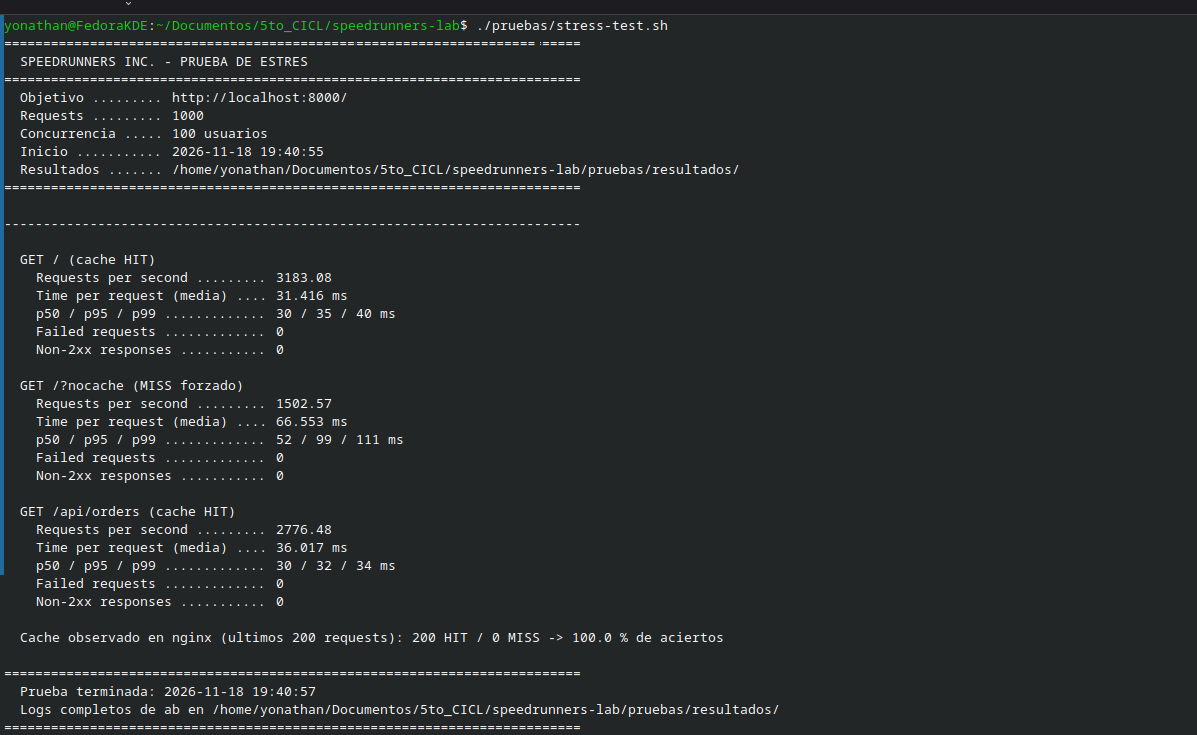 yonathan@FedoraKDE:~/Documentos/5to_CICL/speedrunners-lab$ ./pruebas/stress-test.sh
========================================================================
SPEEDRUNNERS INC. - PRUEBA DE ESTRES
========================================================================
Objetivo ......... http://localhost:8000/
Requests ......... 1000
Concurrencia ..... 100 usuarios
Inicio ........... 2026-11-18 19:40:55
Resultados ....... /home/yonathan/Documentos/5to_CICL/speedrunners-lab/pruebas/resultados/
========================================================================
------------------------------------------------------------------------
GET / (cache HIT)
Requests per second ......... 3183.08
Time per request (media) .... 31.416 ms
p50 / p95 / p99 ............. 30 / 35 / 40 ms
Failed requests ............. 0
Non-2xx responses ........... 0
GET /?nocache (MISS forzado)
Requests per second ......... 1502.57
Time per request (media) .... 66.553 ms
p50 / p95 / p99 ............. 52 / 99 / 111 ms
Failed requests ............. 0
Non-2xx responses ........... 0
GET /api/orders (cache HIT)
Requests per second ......... 2776.48
Time per request (media) .... 36.017 ms
p50 / p95 / p99 ............. 30 / 32 / 34 ms
Failed requests ............. 0
Non-2xx responses ........... 0
Cache observado en nginx (ultimos 200 requests): 200 HIT / 0 MISS -> 100.0 % de aciertos
========================================================================
Prueba terminada: 2026-11-18 19:40:57
Logs completos de ab en /home/yonathan/Documentos/5to_CICL/speedrunners-lab/pruebas/resultados/
========================================================================